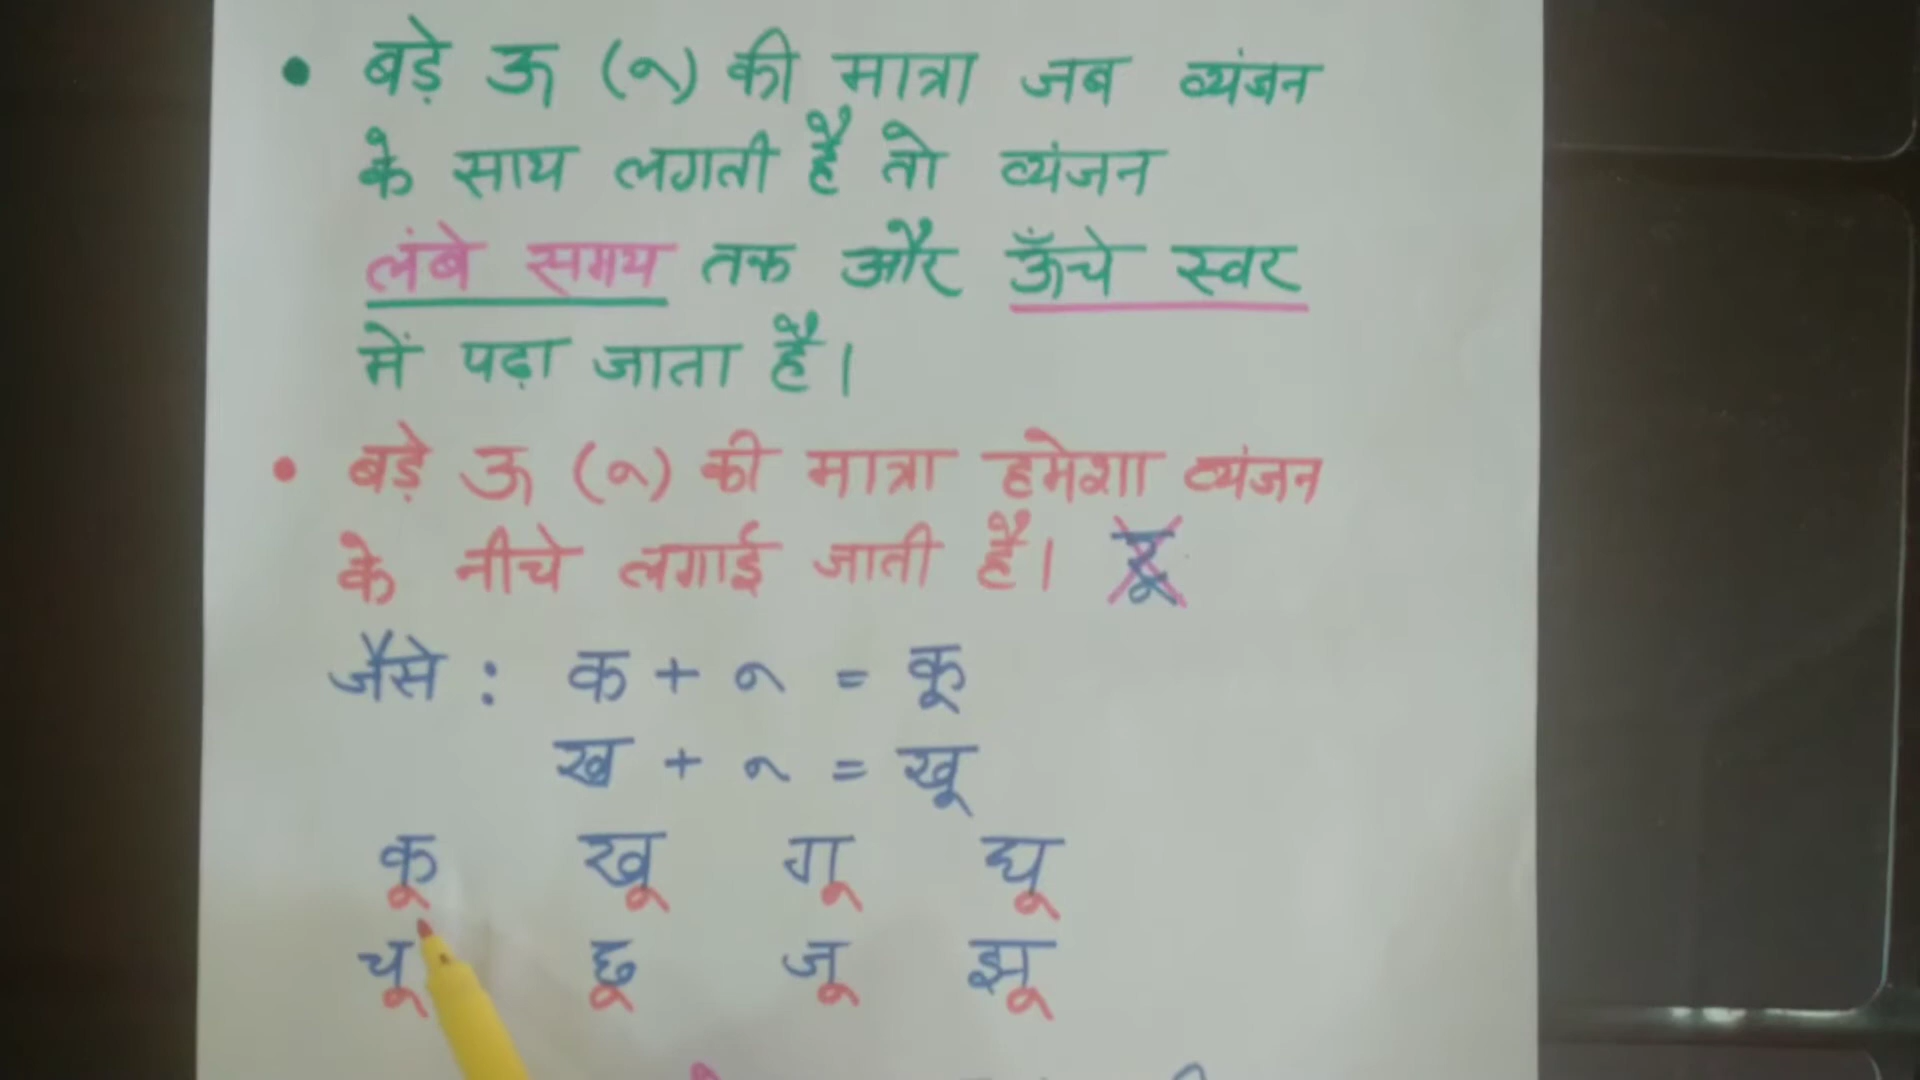 • बड़े ऊ (ू) की मात्रा जब व्यंजन
के साथ लगती है तो व्यंजन
लंबे समय तक और ऊँचे स्वर
में पढ़ा जाता है।
• बड़े ऊ (ू) की मात्रा हमेशा व्यंजन
के नीचे लगाई जाती है। रू
जैसे : क + ू = कू
ख + ू = खू
कू खू गू घू
चू छू जू झू